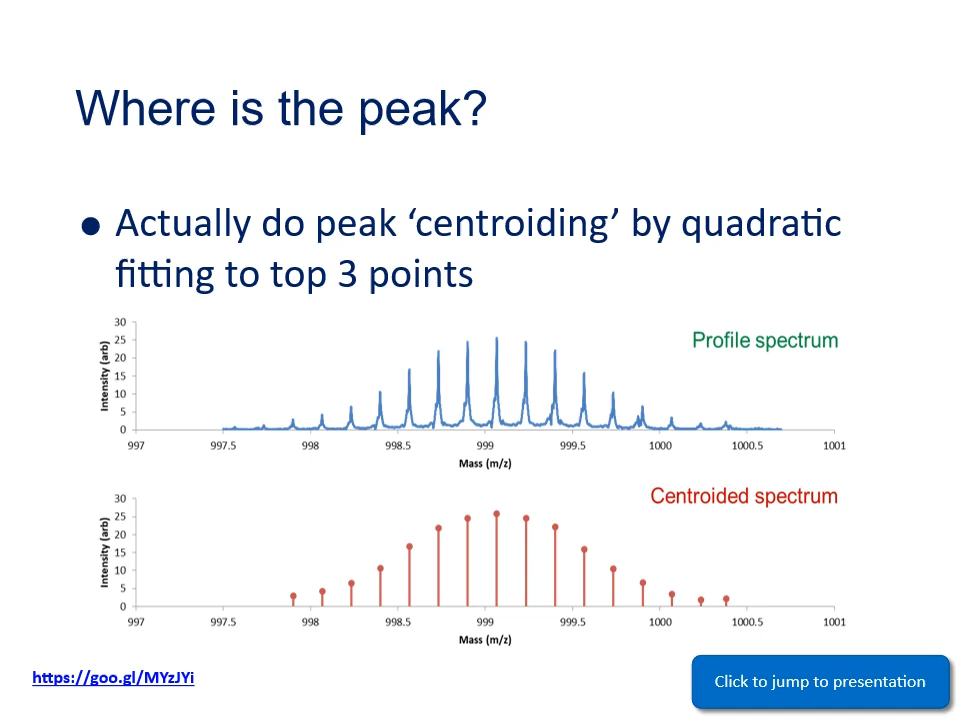 Where is the peak?
● Actually do peak ‘centroiding’ by quadratic
fitting to top 3 points
Profile spectrum
Intensity (arb)
30
25
20
15
10
5
0
997 997.5 998 998.5 999 999.5 1000 1000.5 1001
Mass (m/z)
Centroided spectrum
Intensity (arb)
30
25
20
15
10
5
0
997 997.5 998 998.5 999 999.5 1000 1000.5 1001
Mass (m/z)
https://goo.gl/MYzJYi
Click to jump to presentation